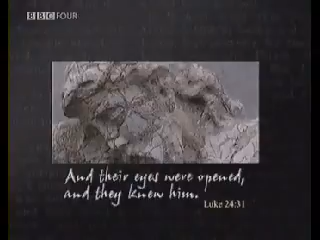 BBC FOUR
And their eyes were opened,
and they knew him.
Luke 24:31